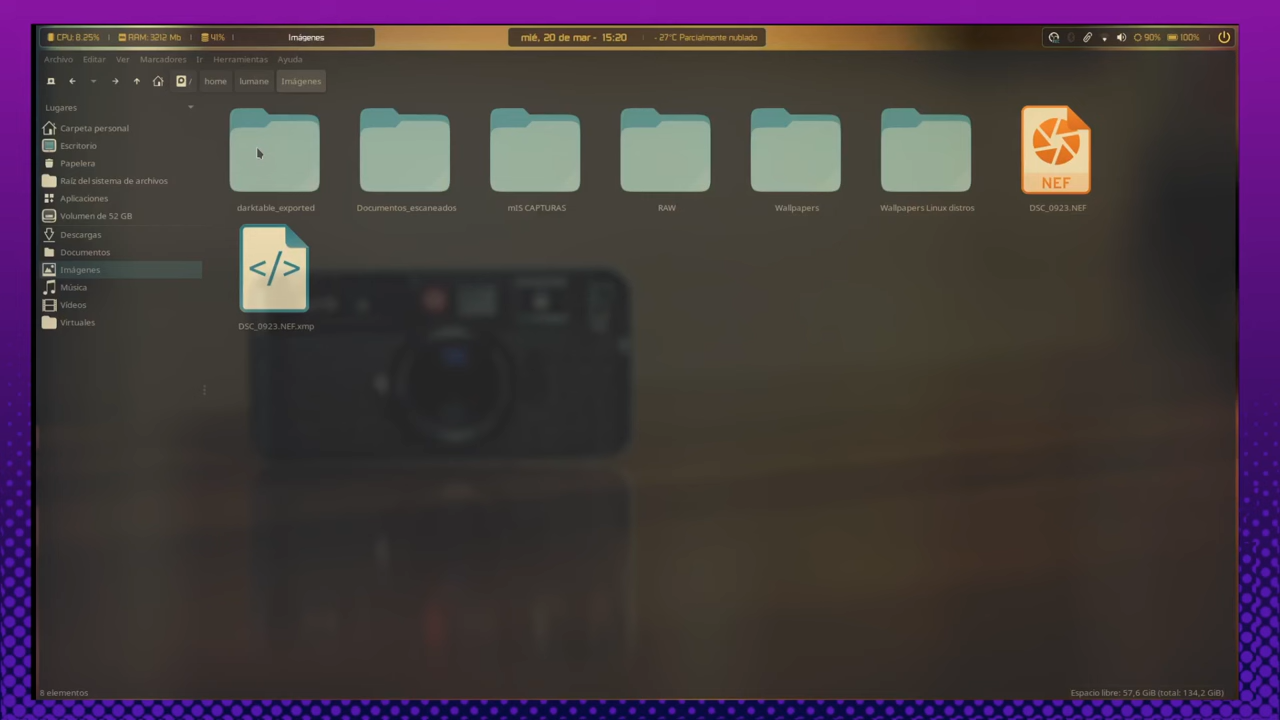 CPU: 8.25% RAM: 3212 Mb 41% Imágenes mié, 20 de mar - 15:20 - 27°C Parcialmente nublado 90% 100%
Archivo Editar Ver Marcadores Ir Herramientas Ayuda
/ home lumane Imágenes
Lugares
Carpeta personal
Escritorio
Papelera
Raíz del sistema de archivos
Aplicaciones
Volumen de 52 GB
Descargas
Documentos
Imágenes
Música
Vídeos
Virtuales
NEF
darktable_exported Documentos_escaneados mIS CAPTURAS RAW Wallpapers Wallpapers Linux distros DSC_0923.NEF
</>
DSC_0923.NEF.xmp
8 elementos Espacio libre: 57,6 GiB (total: 134,2 GiB)